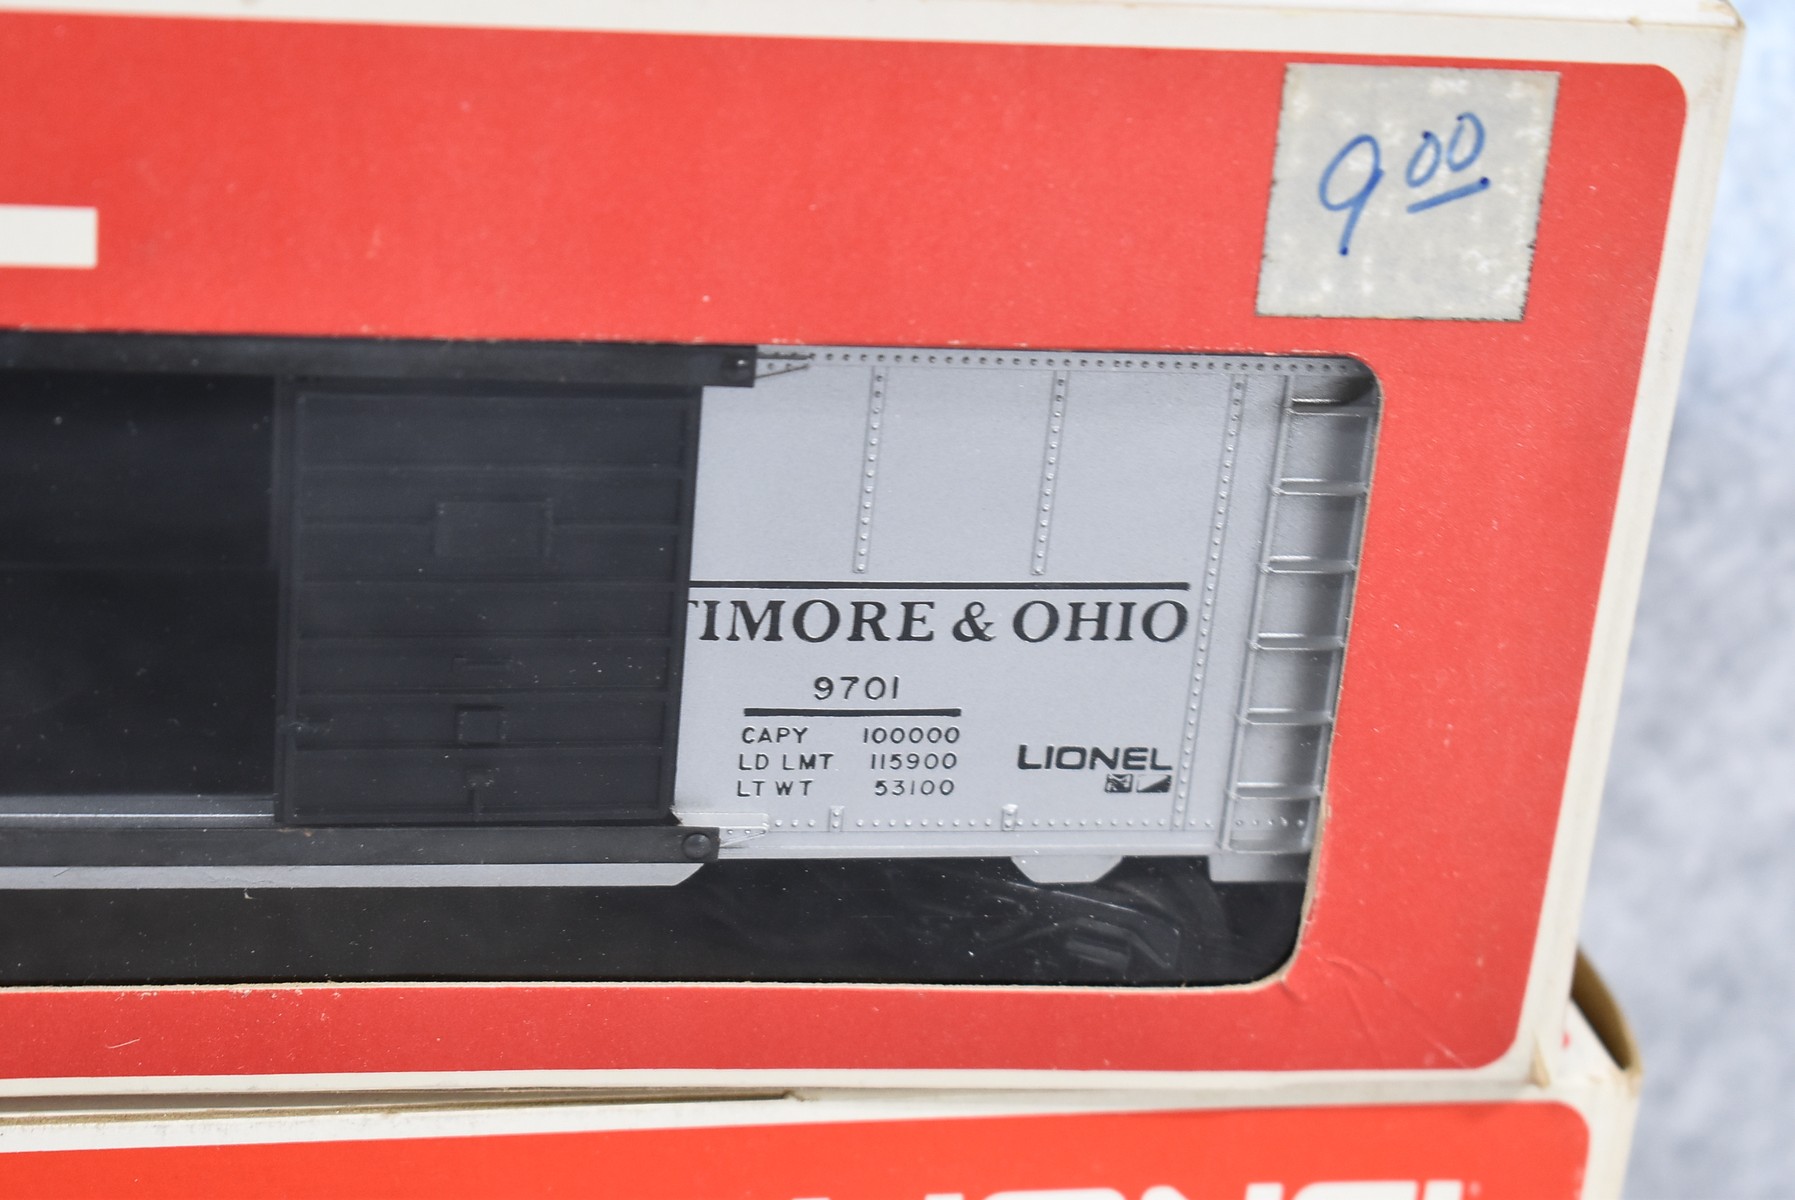 9 00
TIMORE & OHIO
9701
CAPY 100000
LD LMT 115900
LT WT 53100
LIONEL